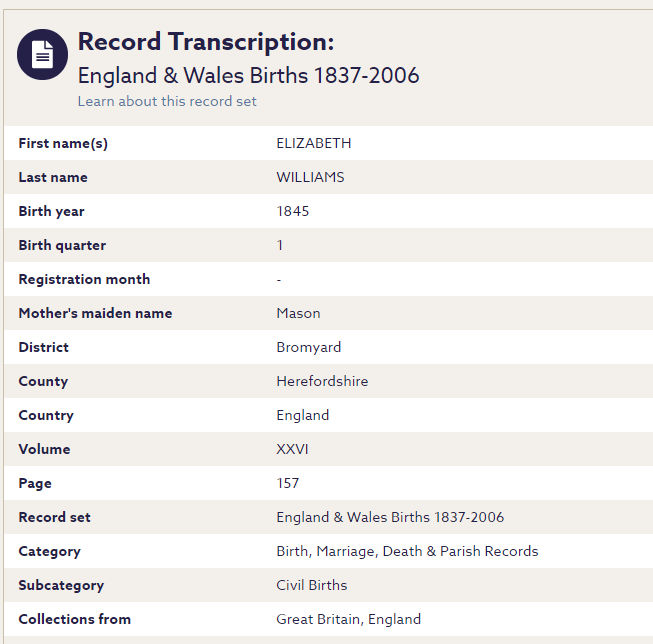 Record Transcription:
England & Wales Births 1837-2006
Learn about this record set
First name(s) ELIZABETH
Last name WILLIAMS
Birth year 1845
Birth quarter 1
Registration month -
Mother's maiden name Mason
District Bromyard
County Herefordshire
Country England
Volume XXVI
Page 157
Record set England & Wales Births 1837-2006
Category Birth, Marriage, Death & Parish Records
Subcategory Civil Births
Collections from Great Britain, England